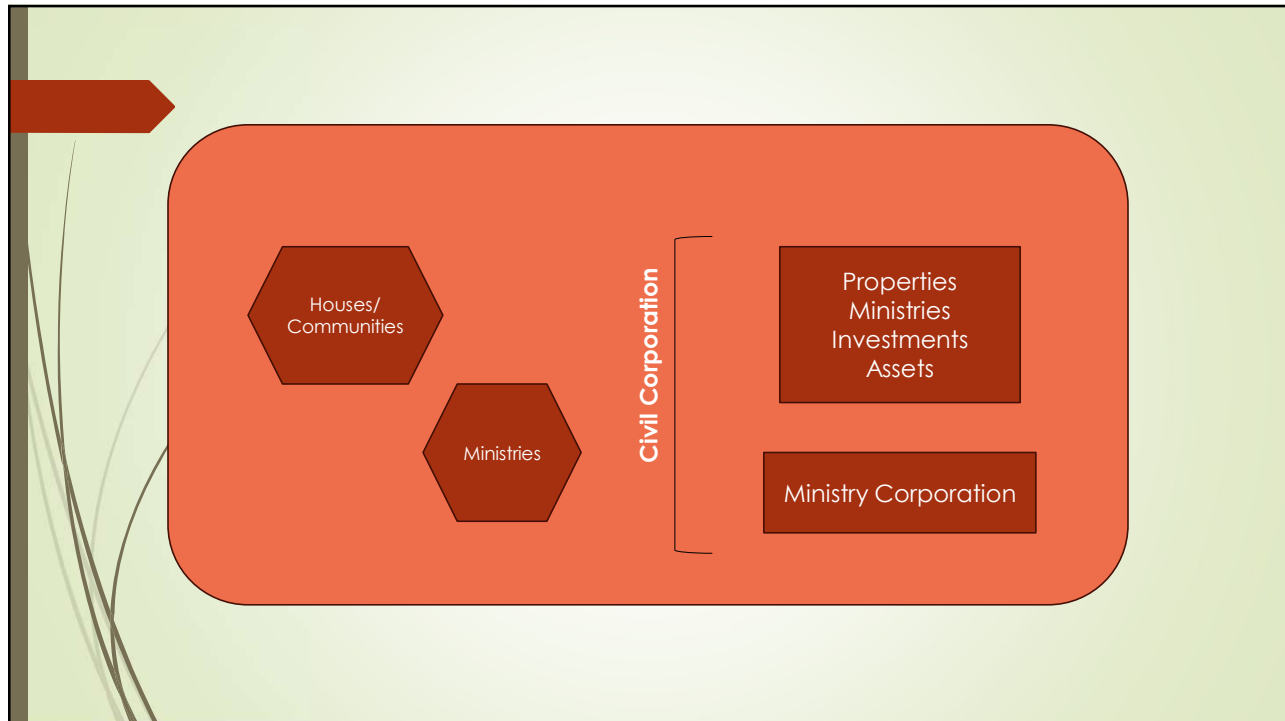 Houses/
Communities
Ministries
Civil Corporation
Properties
Ministries
Investments
Assets
Ministry Corporation